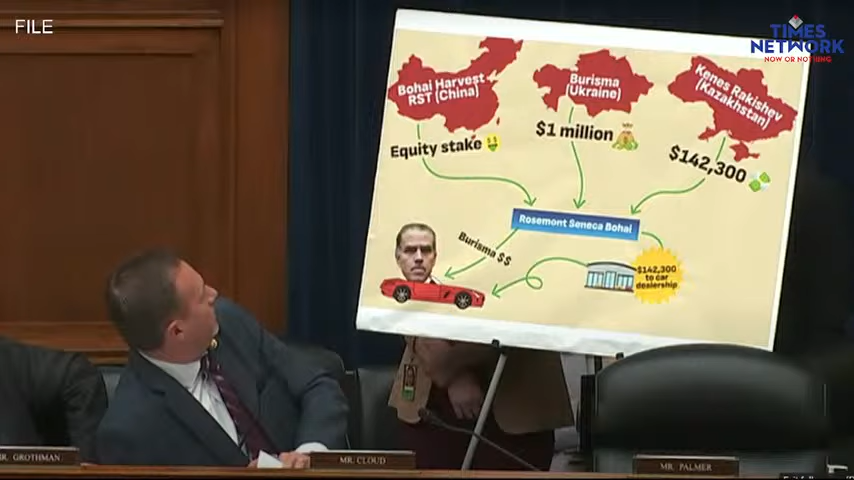 FILE
TIMES
NETWORK
NOW OR NOTHING
Bohai Harvest
RST (China)
Burisma
(Ukraine)
Kenes Rakishev
(Kazakhstan)
Equity stake
$1 million
$142,300
Rosemont Seneca Bohai
Burisma $$
$142,300
to car
dealership
MR. GROTHMAN
MR. CLOUD
MR. PALMER